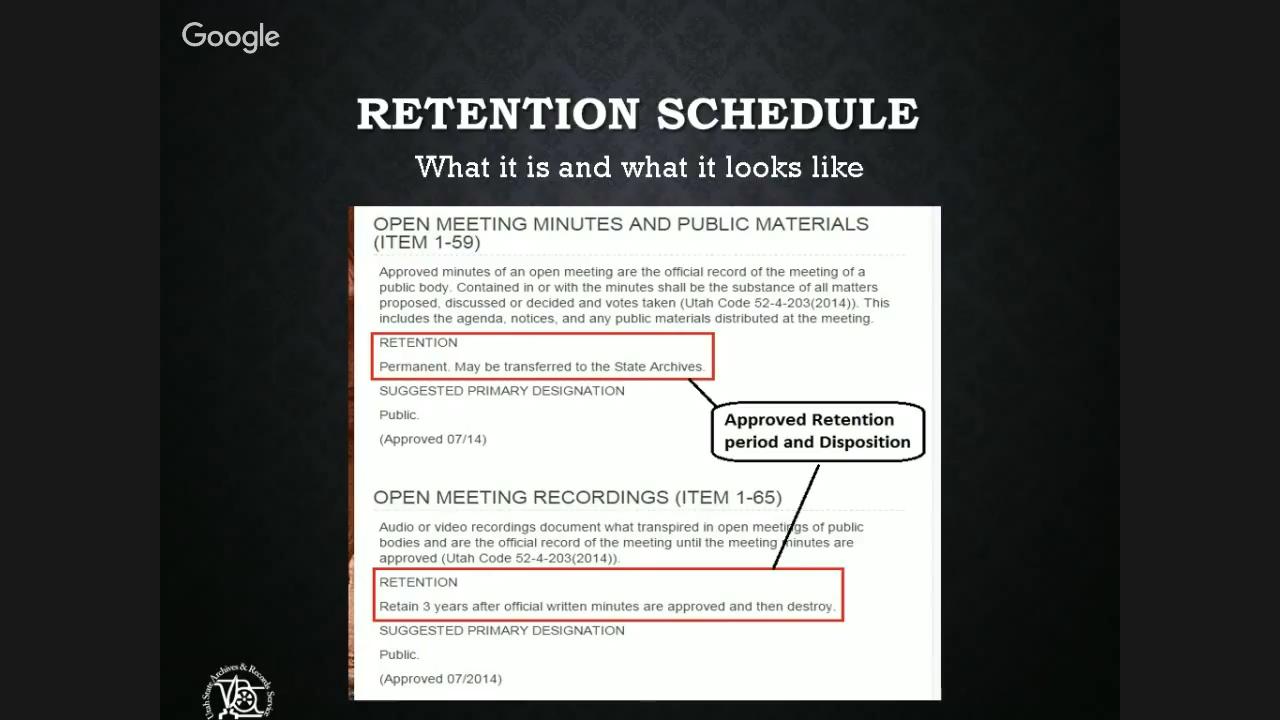 Google
RETENTION SCHEDULE
What it is and what it looks like
OPEN MEETING MINUTES AND PUBLIC MATERIALS
(ITEM 1-59)
Approved minutes of an open meeting are the official record of the meeting of a
public body. Contained in or with the minutes shall be the substance of all matters
proposed, discussed or decided and votes taken (Utah Code 52-4-203(2014)). This
includes the agenda, notices, and any public materials distributed at the meeting.
RETENTION
Permanent. May be transferred to the State Archives.
SUGGESTED PRIMARY DESIGNATION
Public.
(Approved 07/14)
Approved Retention
period and Disposition
OPEN MEETING RECORDINGS (ITEM 1-65)
Audio or video recordings document what transpired in open meetings of public
bodies and are the official record of the meeting until the meeting minutes are
approved (Utah Code 52-4-203(2014)).
RETENTION
Retain 3 years after official written minutes are approved and then destroy.
SUGGESTED PRIMARY DESIGNATION
Public.
(Approved 07/2014)
Utah State Archives & Records Service